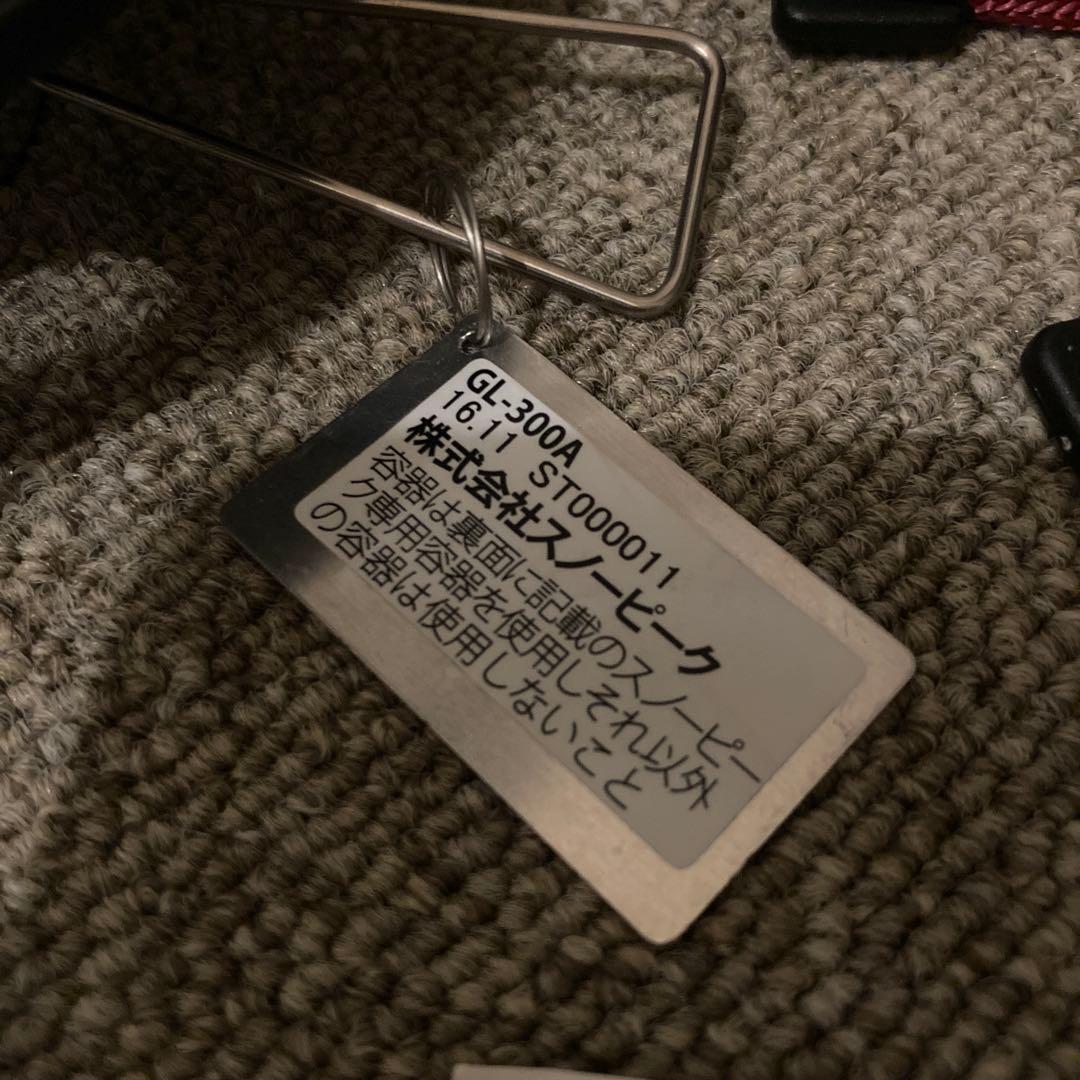 GL-300A
16.11 ST000011
株式会社スノーピーク
容器は裏面に記載のスノーピー
ク専用容器を使用しそれ以外
の容器は使用しないこと